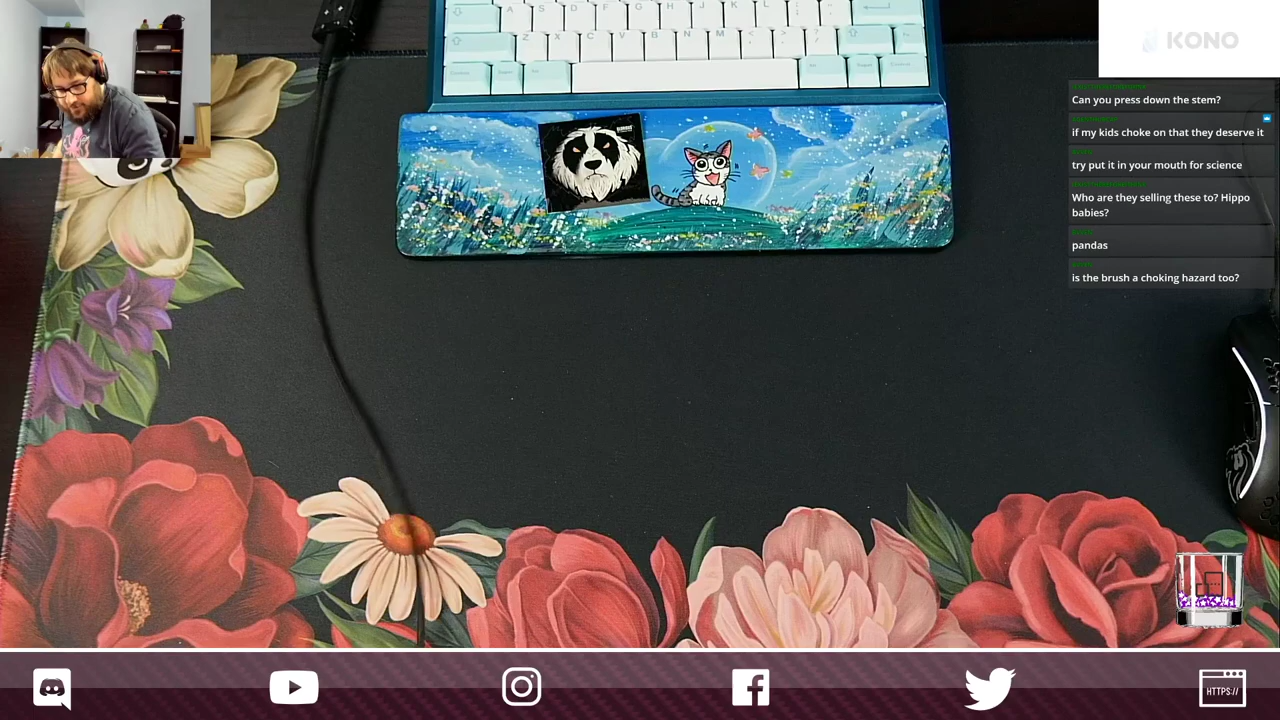 KONO
Can you press down the stem?
if my kids choke on that they deserve it
try put it in your mouth for science
Who are they selling these to? Hippo
babies?
pandas
is the brush a choking hazard too?
A S D F G H J K L
Z X C V B N M
HTTPS://